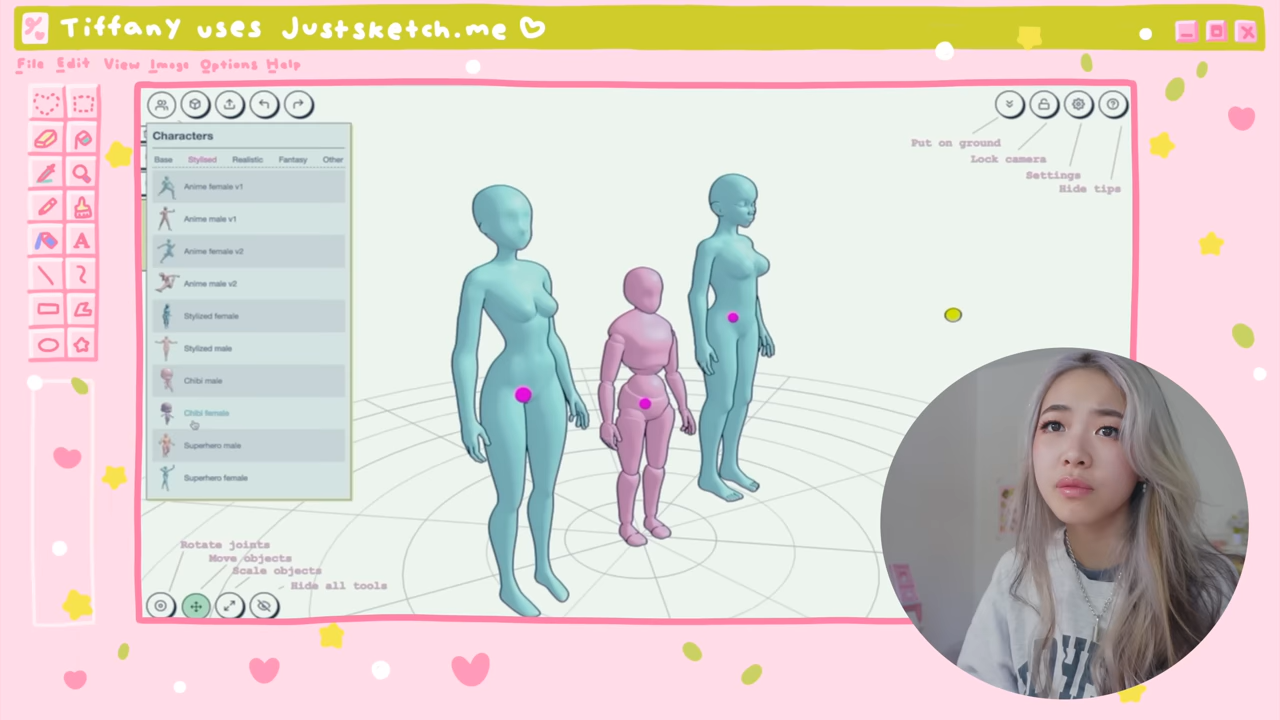 Tiffany uses Justsketch.me
File Edit View Image Options Help
Characters
Base Stylised Realistic Fantasy Other
Anime female v1
Anime male v1
Anime female v2
Anime male v2
Stylized female
Stylized male
Chibi male
Chibi female
Superhero male
Superhero female
Put on ground
Lock camera
Settings
Hide tips
Rotate joints
Move objects
Scale objects
Hide all tools
A